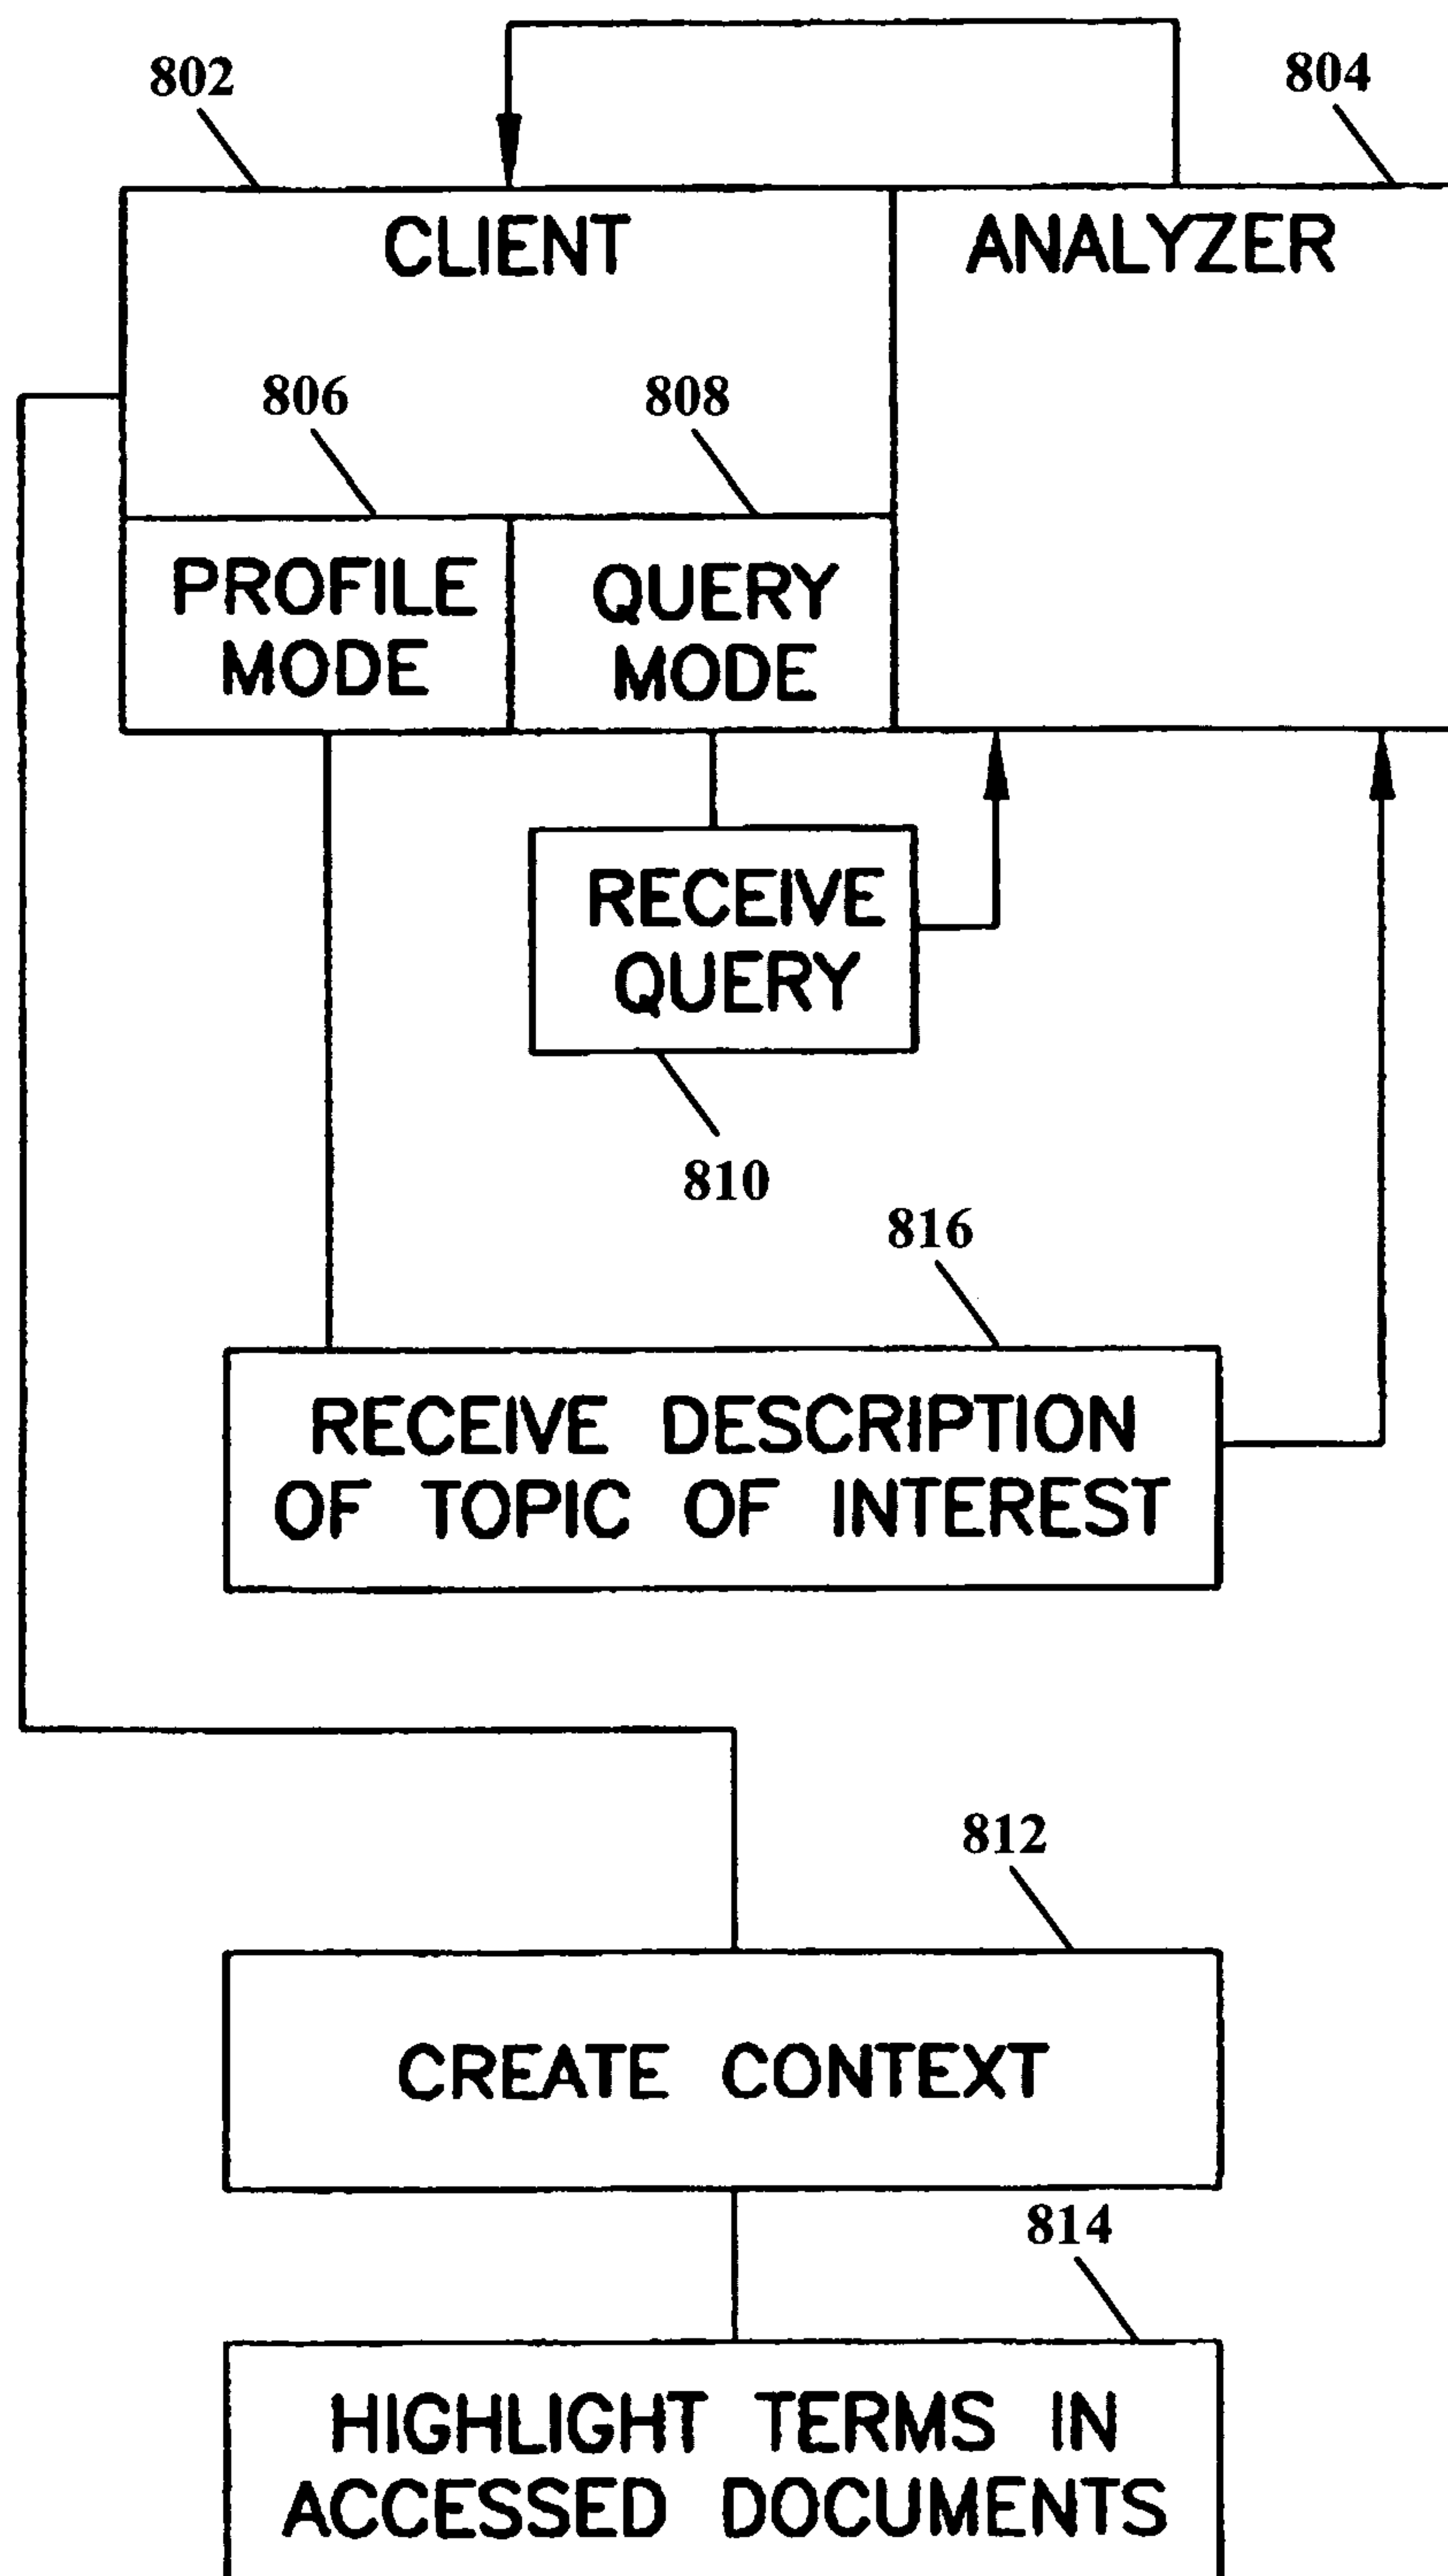 802
804
CLIENT
ANALYZER
806
808
PROFILE
MODE
QUERY
MODE
RECEIVE
QUERY
810
816
RECEIVE DESCRIPTION
OF TOPIC OF INTEREST
812
CREATE CONTEXT
814
HIGHLIGHT TERMS IN
ACCESSED DOCUMENTS